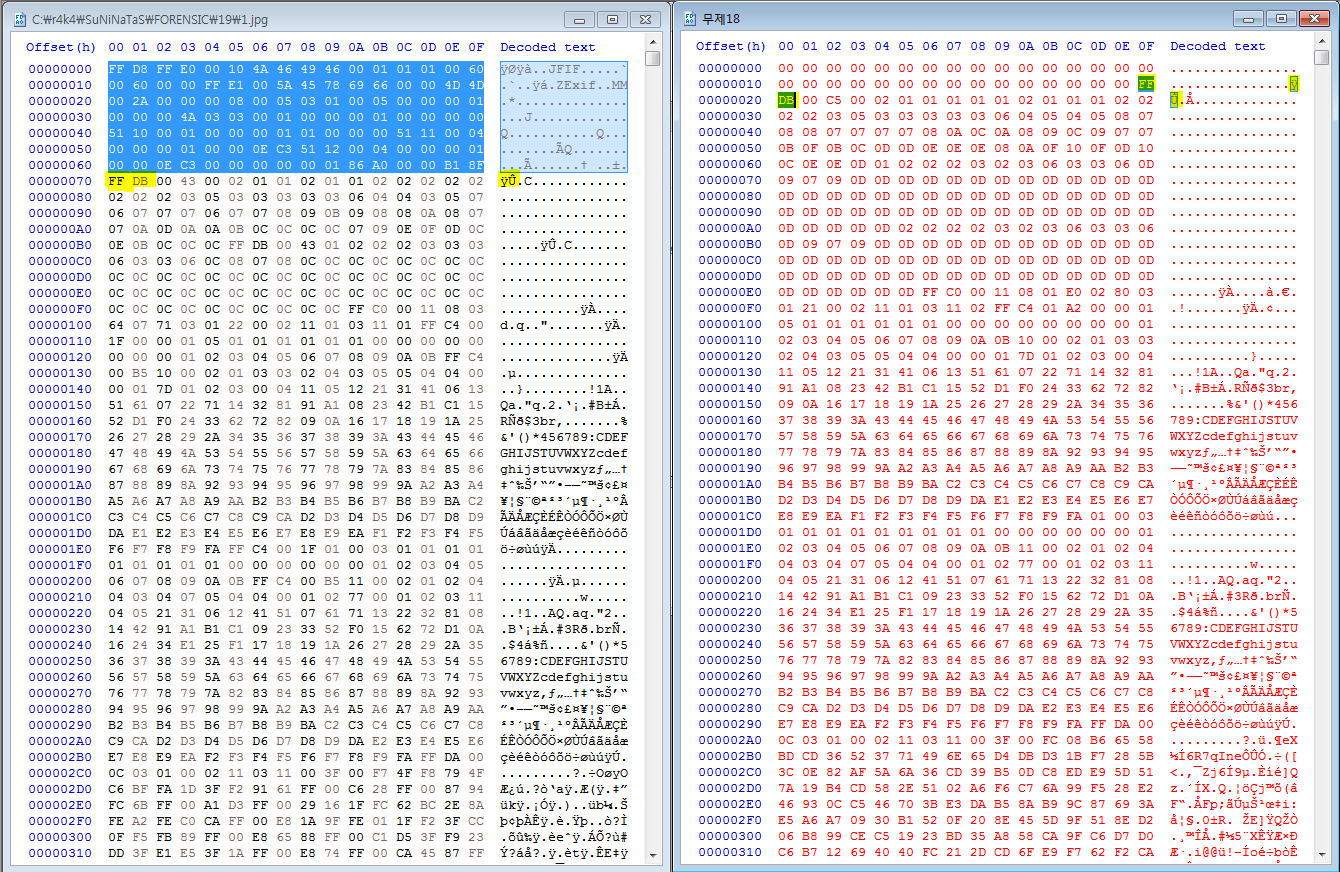 C:₩r4k4₩SuNiNaTaS₩FORENSIC₩19₩1.jpg
Offset(h) 00 01 02 03 04 05 06 07 08 09 0A 0B 0C 0D 0E 0F Decoded text
00000000 FF D8 FF E0 00 10 4A 46 49 46 00 01 01 01 00 60 ÿØÿà..JFIF.....`
00000010 00 60 00 00 FF E1 00 5A 45 78 69 66 00 00 4D 4D .`..ÿá.ZExif..MM
00000020 00 2A 00 00 00 08 00 05 03 01 00 05 00 00 00 01 .*..............
00000030 00 00 00 4A 03 03 00 01 00 00 00 01 00 00 00 00 ...J............
00000040 51 10 00 01 00 00 00 01 01 00 00 00 51 11 00 04 Q...........Q...
00000050 00 00 00 01 00 00 0E C3 51 12 00 04 00 00 00 01 .......ÃQ.......
00000060 00 00 0E C3 00 00 00 00 00 01 86 A0 00 00 B1 8F ...Ã......† ..±.
00000070 FF DB 00 43 00 02 01 01 02 01 01 02 02 02 02 02 ÿÛ.C............
00000080 02 02 02 03 05 03 03 03 03 03 06 04 04 03 05 07 ................
00000090 06 07 07 07 06 07 07 08 09 0B 09 08 08 0A 08 07 ................
000000A0 07 0A 0D 0A 0A 0B 0C 0C 0C 0C 07 09 0E 0F 0D 0C ................
000000B0 0E 0B 0C 0C 0C FF DB 00 43 01 02 02 02 03 03 03 .....ÿÛ.C.......
000000C0 06 03 03 06 0C 08 07 08 0C 0C 0C 0C 0C 0C 0C 0C ................
000000D0 0C 0C 0C 0C 0C 0C 0C 0C 0C 0C 0C 0C 0C 0C 0C 0C ................
000000E0 0C 0C 0C 0C 0C 0C 0C 0C 0C 0C 0C 0C 0C 0C 0C 0C ................
000000F0 0C 0C 0C 0C 0C 0C 0C 0C 0C 0C FF C0 00 11 08 03 ..........ÿÀ....
00000100 64 07 71 03 01 22 00 02 11 01 03 11 01 FF C4 00 d.q..".......ÿÄ.
00000110 1F 00 00 01 05 01 01 01 01 01 01 00 00 00 00 00 ................
00000120 00 00 00 01 02 03 04 05 06 07 08 09 0A 0B FF C4 ..............ÿÄ
00000130 00 B5 10 00 02 01 03 03 02 04 03 05 05 04 04 00 .µ..............
00000140 00 01 7D 01 02 03 00 04 11 05 12 21 31 41 06 13 ..}........!1A..
00000150 51 61 07 22 71 14 32 81 91 A1 08 23 42 B1 C1 15 Qa."q.2.‘¡.#B±Á.
00000160 52 D1 F0 24 33 62 72 82 09 0A 16 17 18 19 1A 25 RÑð$3br‚.......%
00000170 26 27 28 29 2A 34 35 36 37 38 39 3A 43 44 45 46 &'()*456789:CDEF
00000180 47 48 49 4A 53 54 55 56 57 58 59 5A 63 64 65 66 GHIJSTUVWXYZcdef
00000190 67 68 69 6A 73 74 75 76 77 78 79 7A 83 84 85 86 ghijstuvwxyzƒ„…†
000001A0 87 88 89 8A 92 93 94 95 96 97 98 99 9A A2 A3 A4 ‡ˆ‰Š’“”•–—˜™š¢£¤
000001B0 A5 A6 A7 A8 A9 AA B2 B3 B4 B5 B6 B7 B8 B9 BA C2 ¥¦§¨©ª²³´µ¶·¸¹ºÂ
000001C0 C3 C4 C5 C6 C7 C8 C9 CA D2 D3 D4 D5 D6 D7 D8 D9 ÃÄÅÆÇÈÉÊÒÓÔÕÖ×ØÙ
000001D0 DA E1 E2 E3 E4 E5 E6 E7 E8 E9 EA F1 F2 F3 F4 F5 Úáâãäåæçèéêñòóôõ
000001E0 F6 F7 F8 F9 FA FF C4 00 1F 01 00 03 01 01 01 01 ö÷øùúÿÄ.........
000001F0 01 01 01 01 01 00 00 00 00 00 00 01 02 03 04 05 ................
00000200 06 07 08 09 0A 0B FF C4 00 B5 11 00 02 01 02 04 ......ÿÄ.µ......
00000210 04 03 04 07 05 04 04 00 01 02 77 00 01 02 03 11 ..........w.....
00000220 04 05 21 31 06 12 41 51 07 61 71 13 22 32 81 08 ..!1..AQ.aq."2..
00000230 14 42 91 A1 B1 C1 09 23 33 52 F0 15 62 72 D1 0A .B‘¡±Á.#3Rð.brÑ.
00000240 16 24 34 E1 25 F1 17 18 19 1A 26 27 28 29 2A 35 .$4á%ñ....&'()*5
00000250 36 37 38 39 3A 43 44 45 46 47 48 49 4A 53 54 55 6789:CDEFGHIJSTU
00000260 56 57 58 59 5A 63 64 65 66 67 68 69 6A 73 74 75 VWXYZcdefghijstu
00000270 76 77 78 79 7A 82 83 84 85 86 87 88 89 8A 92 93 vwxyz‚ƒ„…†‡ˆ‰Š’“
00000280 94 95 96 97 98 99 9A A2 A3 A4 A5 A6 A7 A8 A9 AA ”•–—˜™š¢£¤¥¦§¨©ª
00000290 B2 B3 B4 B5 B6 B7 B8 B9 BA C2 C3 C4 C5 C6 C7 C8 ²³´µ¶·¸¹ºÂÃÄÅÆÇÈ
000002A0 C9 CA D2 D3 D4 D5 D6 D7 D8 D9 DA E2 E3 E4 E5 E6 ÉÊÒÓÔÕÖ×ØÙÚâãäåæ
000002B0 E7 E8 E9 EA F2 F3 F4 F5 F6 F7 F8 F9 FA FF DA 00 çèéêòóôõö÷øùúÿÚ.
000002C0 0C 03 01 00 02 11 03 11 00 3F 00 F7 4F F8 79 4F .........?.÷OøyO
000002D0 C6 BF FA 1D 3F F2 91 61 FF 00 C6 28 FF 00 87 94 Æ¿ú.?ò‘aÿ.Æ(ÿ.‡”
000002E0 FC 6B FF 00 A1 D3 FF 00 29 16 1F FC 62 BC 2E 8A ükÿ.¡Óÿ.)..üb¼.Š
000002F0 FE A2 FE C0 CA FF 00 E8 1A 9F FE 01 1F F2 3F CC
00000300 0F F5 FB 89 FF 00 E8 65 88 FF 00 C1 D5 3F F9 23 .õû‰ÿ.èeˆÿ.ÁÕ?ù#
00000310 DD 3F E1 E5 3F 1A FF 00 E8 74 FF 00 CA 45 87 FF Ý?áå?.ÿ.ètÿ.ÊE‡ÿ
무제18
Offset(h) 00 01 02 03 04 05 06 07 08 09 0A 0B 0C 0D 0E 0F Decoded text
00000000 00 00 00 00 00 00 00 00 00 00 00 00 00 00 00 00 ................
00000010 00 00 00 00 00 00 00 00 00 00 00 00 00 00 00 FF ...............ÿ
00000020 DB 00 C5 00 02 01 01 01 01 01 02 01 01 01 02 02 Û.Å.............
00000030 02 02 03 05 03 03 03 03 03 06 04 05 04 05 08 07 ................
00000040 08 08 07 07 07 07 08 0A 0C 0A 08 09 0C 09 07 07 ................
00000050 0B 0F 0B 0C 0D 0D 0E 0E 0E 08 0A 0F 10 0F 0D 10 ................
00000060 0C 0E 0E 0D 01 02 02 02 03 02 03 06 03 03 06 0D ................
00000070 09 07 09 0D 0D 0D 0D 0D 0D 0D 0D 0D 0D 0D 0D 0D ................
00000080 0D 0D 0D 0D 0D 0D 0D 0D 0D 0D 0D 0D 0D 0D 0D 0D ................
00000090 0D 0D 0D 0D 0D 0D 0D 0D 0D 0D 0D 0D 0D 0D 0D 0D ................
000000A0 0D 0D 0D 0D 0D 02 02 02 02 03 02 03 06 03 03 06 ................
000000B0 0D 09 07 09 0D 0D 0D 0D 0D 0D 0D 0D 0D 0D 0D 0D ................
000000C0 0D 0D 0D 0D 0D 0D 0D 0D 0D 0D 0D 0D 0D 0D 0D 0D ................
000000D0 0D 0D 0D 0D 0D 0D 0D 0D 0D 0D 0D 0D 0D 0D 0D 0D ................
000000E0 0D 0D 0D 0D 0D 0D FF C0 00 11 08 01 E0 02 80 03 ......ÿÀ....à.€.
000000F0 01 21 00 02 11 01 03 11 02 FF C4 01 A2 00 00 01 .!.......ÿÄ.¢...
00000100 05 01 01 01 01 01 01 00 00 00 00 00 00 00 00 01 ................
00000110 02 03 04 05 06 07 08 09 0A 0B 10 00 02 01 03 03 ................
00000120 02 04 03 05 05 04 04 00 00 01 7D 01 02 03 00 04 ..........}.....
00000130 11 05 12 21 31 41 06 13 51 61 07 22 71 14 32 81 ...!1A..Qa."q.2.
00000140 91 A1 08 23 42 B1 C1 15 52 D1 F0 24 33 62 72 82 ‘¡.#B±Á.RÑð$3br‚
00000150 09 0A 16 17 18 19 1A 25 26 27 28 29 2A 34 35 36 .......%&'()*456
00000160 37 38 39 3A 43 44 45 46 47 48 49 4A 53 54 55 56 789:CDEFGHIJSTUV
00000170 57 58 59 5A 63 64 65 66 67 68 69 6A 73 74 75 76 WXYZcdefghijstuv
00000180 77 78 79 7A 83 84 85 86 87 88 89 8A 92 93 94 95 wxyzƒ„…†‡ˆ‰Š’“”•
00000190 96 97 98 99 9A A2 A3 A4 A5 A6 A7 A8 A9 AA B2 B3 –—˜™š¢£¤¥¦§¨©ª²³
000001A0 B4 B5 B6 B7 B8 B9 BA C2 C3 C4 C5 C6 C7 C8 C9 CA ´µ¶·¸¹ºÂÃÄÅÆÇÈÉÊ
000001B0 D2 D3 D4 D5 D6 D7 D8 D9 DA E1 E2 E3 E4 E5 E6 E7 ÒÓÔÕÖ×ØÙÚáâãäåæç
000001C0 E8 E9 EA F1 F2 F3 F4 F5 F6 F7 F8 F9 FA 01 00 03 èéêñòóôõö÷øùú...
000001D0 01 01 01 01 01 01 01 01 01 00 00 00 00 00 00 01 ................
000001E0 02 03 04 05 06 07 08 09 0A 0B 11 00 02 01 02 04 ................
000001F0 04 03 04 07 05 04 04 00 01 02 77 00 01 02 03 11 ..........w.....
00000200 04 05 21 31 06 12 41 51 07 61 71 13 22 32 81 08 ..!1..AQ.aq."2..
00000210 14 42 91 A1 B1 C1 09 23 33 52 F0 15 62 72 D1 0A .B‘¡±Á.#3Rð.brÑ.
00000220 16 24 34 E1 25 F1 17 18 19 1A 26 27 28 29 2A 35 .$4á%ñ....&'()*5
00000230 36 37 38 39 3A 43 44 45 46 47 48 49 4A 53 54 55 6789:CDEFGHIJSTU
00000240 56 57 58 59 5A 63 64 65 66 67 68 69 6A 73 74 75 VWXYZcdefghijstu
00000250 76 77 78 79 7A 82 83 84 85 86 87 88 89 8A 92 93 vwxyz‚ƒ„…†‡ˆ‰Š’“
00000260 94 95 96 97 98 99 9A A2 A3 A4 A5 A6 A7 A8 A9 AA ”•–—˜™š¢£¤¥¦§¨©ª
00000270 B2 B3 B4 B5 B6 B7 B8 B9 BA C2 C3 C4 C5 C6 C7 C8 ²³´µ¶·¸¹ºÂÃÄÅÆÇÈ
00000280 C9 CA D2 D3 D4 D5 D6 D7 D8 D9 DA E2 E3 E4 E5 E6 ÉÊÒÓÔÕÖ×ØÙÚâãäåæ
00000290 E7 E8 E9 EA F2 F3 F4 F5 F6 F7 F8 F9 FA FF DA 00 çèéêòóôõö÷øùúÿÚ.
000002A0 0C 03 01 00 02 11 03 11 00 3F 00 FC 08 B6 65 58 .........?.ü.¶eX
000002B0 BD CD 36 52 37 71 49 6E 65 D4 DB D3 1B F7 28 5B ½Í6R7qIneÔÛÓ.÷([
000002C0 3C 0E 82 AF 5A 6A 36 CD 39 B5 0D C8 ED E9 5D 51 <.‚¯Zj6Í9µ.Èíé]Q
000002D0 7A 19 B4 CD 58 2E 51 02 A6 F6 C7 6A 99 F5 28 E2
000002E0 46 93 0C C5 46 70 3B E3 DA B5 8A B9 9C 87 69 3A
000002F0 E5 A6 A7 09 30 B1 52 0F 20 8E 45 5D 9F 51 8E D2
00000300 06 B8 99 CE C5 19 23 BD 35 A8 58 CA 9F C6 D7 D0
00000310 C6 B7 12 69 40 40 FC 21 2D CD 6F E9 F7 62 F2 CA Æ·.i@@ü!-Íoé÷bòÊ